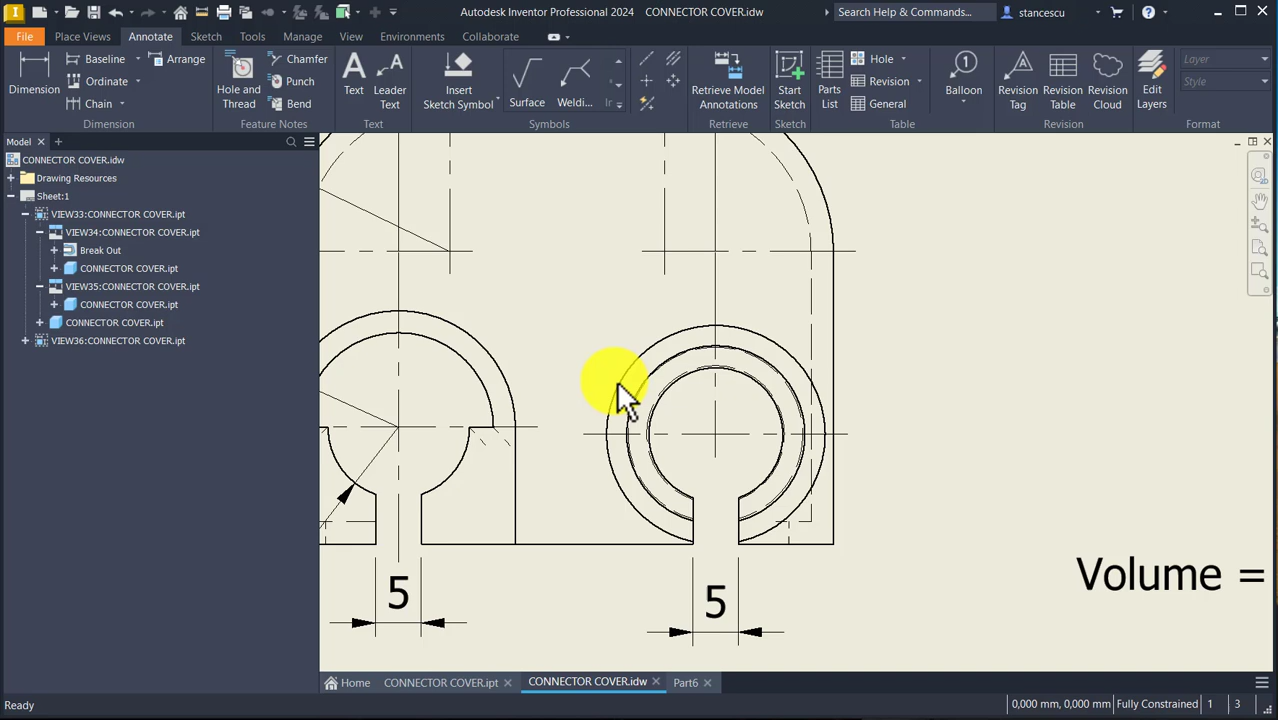 Autodesk Inventor Professional 2024 CONNECTOR COVER.idw
Search Help & Commands...
stancescu
File Place Views Annotate Sketch Tools Manage View Environments Collaborate
Dimension
Baseline
Ordinate
Chain
Arrange
Dimension
Hole and Thread
Chamfer
Punch
Bend
Feature Notes
Text
Leader Text
Text
Insert Sketch Symbol
Surface
Weldi...
Symbols
Retrieve Model Annotations
Retrieve
Start Sketch
Sketch
Parts List
Hole
Revision
General
Table
Balloon
Revision Tag
Revision Table
Revision Cloud
Revision
Edit Layers
Layer
Style
Format
Model
CONNECTOR COVER.idw
Drawing Resources
Sheet:1
VIEW33:CONNECTOR COVER.ipt
VIEW34:CONNECTOR COVER.ipt
Break Out
CONNECTOR COVER.ipt
VIEW35:CONNECTOR COVER.ipt
CONNECTOR COVER.ipt
CONNECTOR COVER.ipt
VIEW36:CONNECTOR COVER.ipt
5
5
Volume =
Home CONNECTOR COVER.ipt CONNECTOR COVER.idw Part6
Ready
0,000 mm, 0,000 mm Fully Constrained 1 3